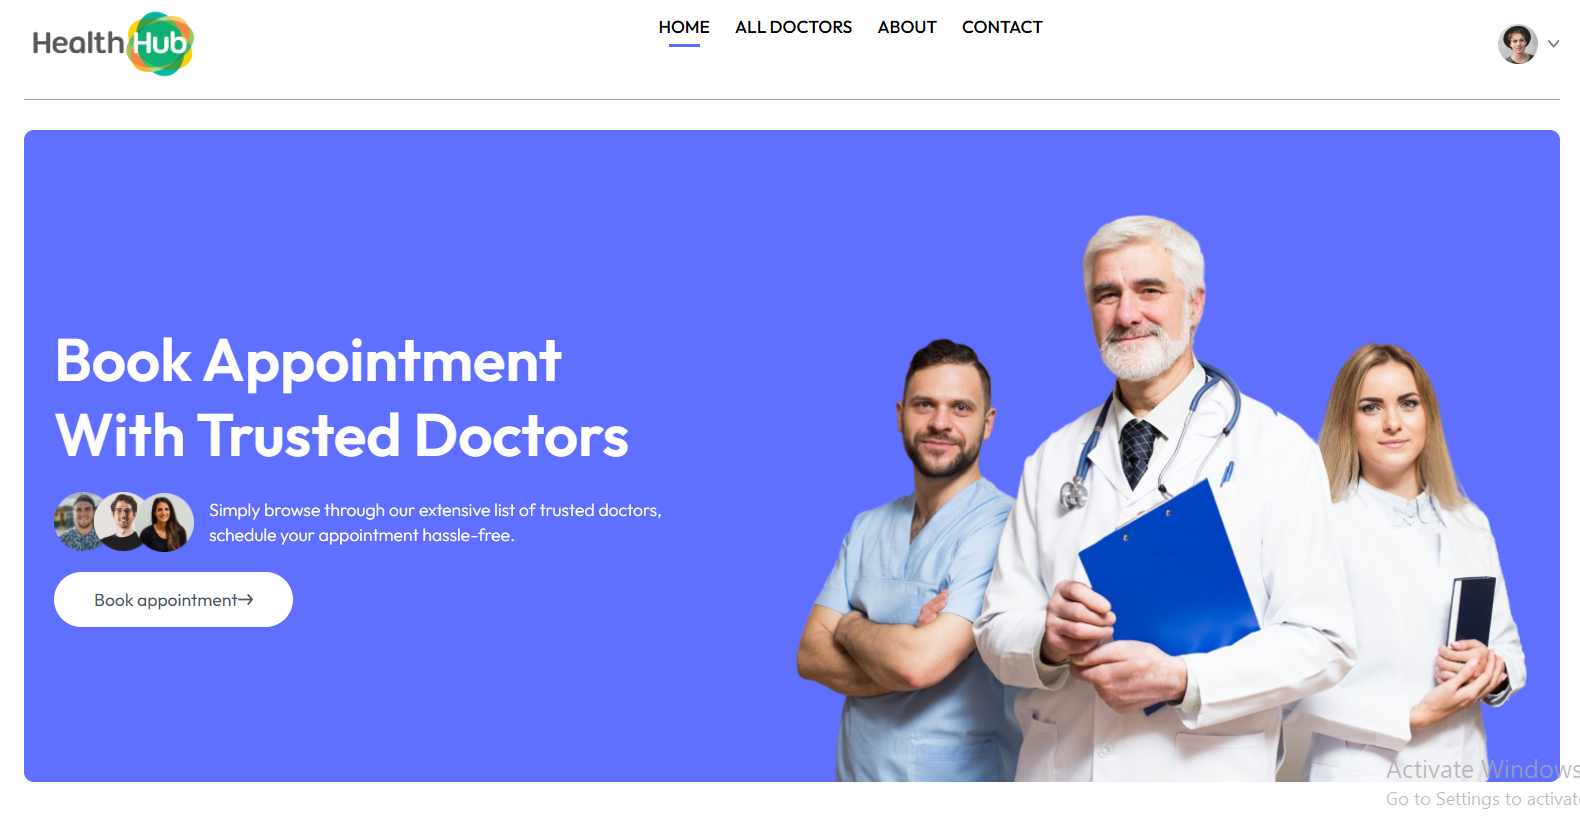 HealthHub
HOME ALL DOCTORS ABOUT CONTACT
Book Appointment
With Trusted Doctors
Simply browse through our extensive list of trusted doctors,
schedule your appointment hassle-free.
Book appointment→
Activate Windows
Go to Settings to activat